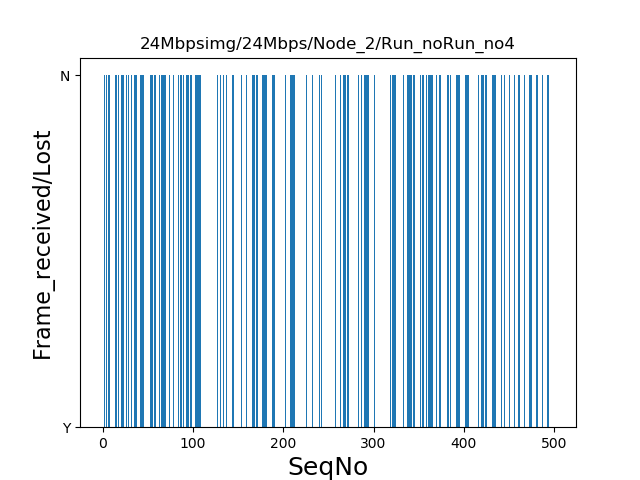 24Mbpsimg/24Mbps/Node_2/Run_noRun_no4
N
Frame_received/Lost
Y
0 100 200 300 400 500
SeqNo